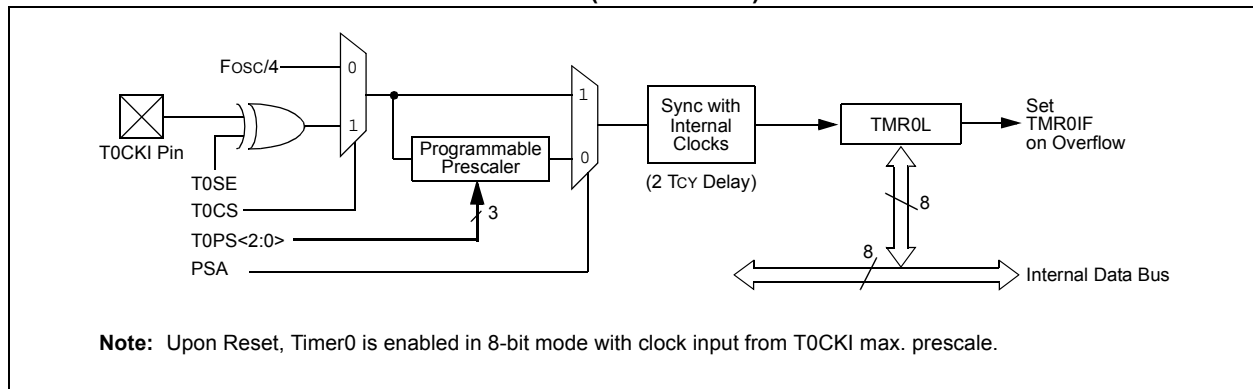 Fosc/4
0
1
1
0
T0CKI Pin
T0SE
T0CS
T0PS<2:0>
PSA
Programmable
Prescaler
3
Sync with
Internal
Clocks
(2 TCY Delay)
TMR0L
Set
TMR0IF
on Overflow
8
8
Internal Data Bus
Note: Upon Reset, Timer0 is enabled in 8-bit mode with clock input from T0CKI max. prescale.